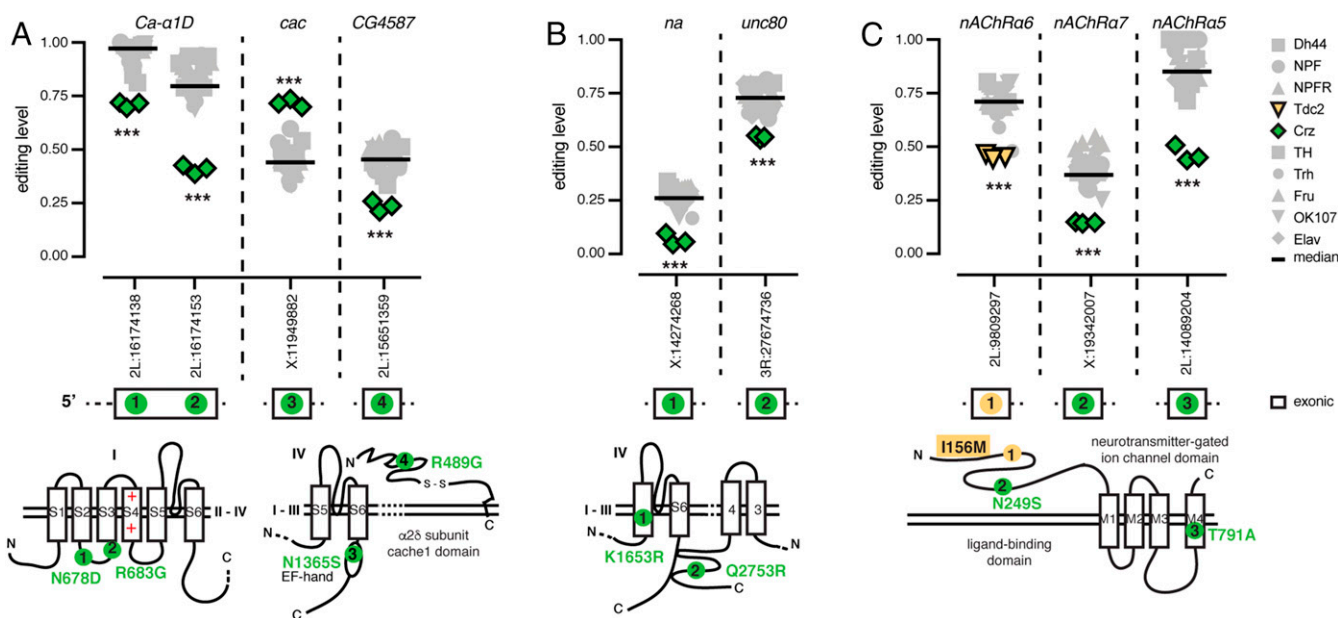 A
Ca-α1D
cac
CG4587
editing level
1.00
0.75
0.50
0.25
0.00
***
***
***
***
2L:16174138
2L:16174153
X:11949882
2L:15651359
5'
1
2
3
4
I
S1
S2
S3
S4
S5
S6
+
+
II - IV
N
C
1
2
N678D
R683G
IV
N
4
R489G
S - S
I - III
S5
S6
C
N
N1365S
3
EF-hand
C
α2δ subunit
cache1 domain
B
na
unc80
editing level
1.00
0.75
0.50
0.25
0.00
***
***
X:14274268
3R:27674736
1
2
IV
I - III
1
S6
4
3
N
N
K1653R
2
Q2753R
C
C
nAChRα6
nAChRα7
nAChRα5
editing level
1.00
0.75
0.50
0.25
0.00
***
***
***
2L:9809297
X:19342007
2L:14089204
1
2
3
Dh44
NPF
NPFR
Tdc2
Crz
TH
Trh
Fru
OK107
Elav
median
exonic
I156M
N
1
2
N249S
neurotransmitter-gated
ion channel domain
C
M1
M2
M3
M4
3
T791A
ligand-binding
domain